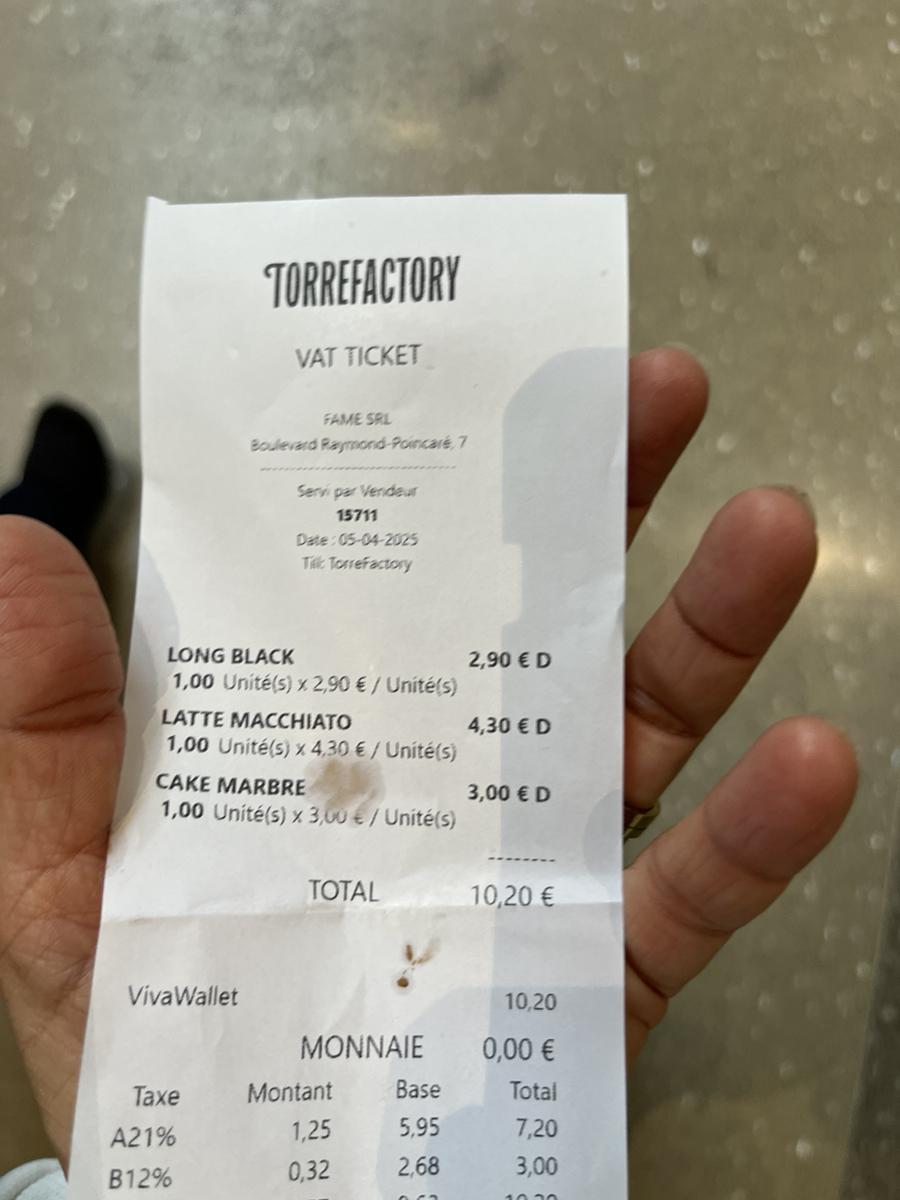 TORREFACTORY
VAT TICKET
FAME SRL
Boulevard Raymond-Poincaré, 7
Servi par Vendeur
15711
Date : 05-04-2025
Till: TorreFactory
LONG BLACK 2,90 € D
1,00 Unité(s) x 2,90 € / Unité(s)
LATTE MACCHIATO 4,30 € D
1,00 Unité(s) x 4,30 € / Unité(s)
CAKE MARBRE 3,00 € D
1,00 Unité(s) x 3,00 € / Unité(s)
--------
TOTAL 10,20 €
VivaWallet 10,20
MONNAIE 0,00 €
Taxe Montant Base Total
A21% 1,25 5,95 7,20
B12% 0,32 2,68 3,00